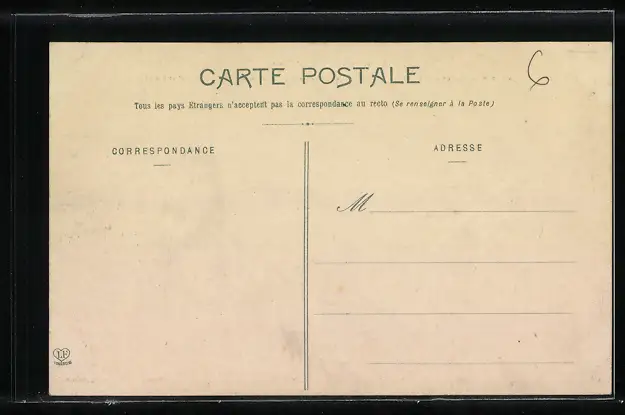 6
CARTE POSTALE
Tous les pays Etrangers n'acceptent pas la correspondance au recto (Se renseigner à la Poste)
CORRESPONDANCE
ADRESSE
M